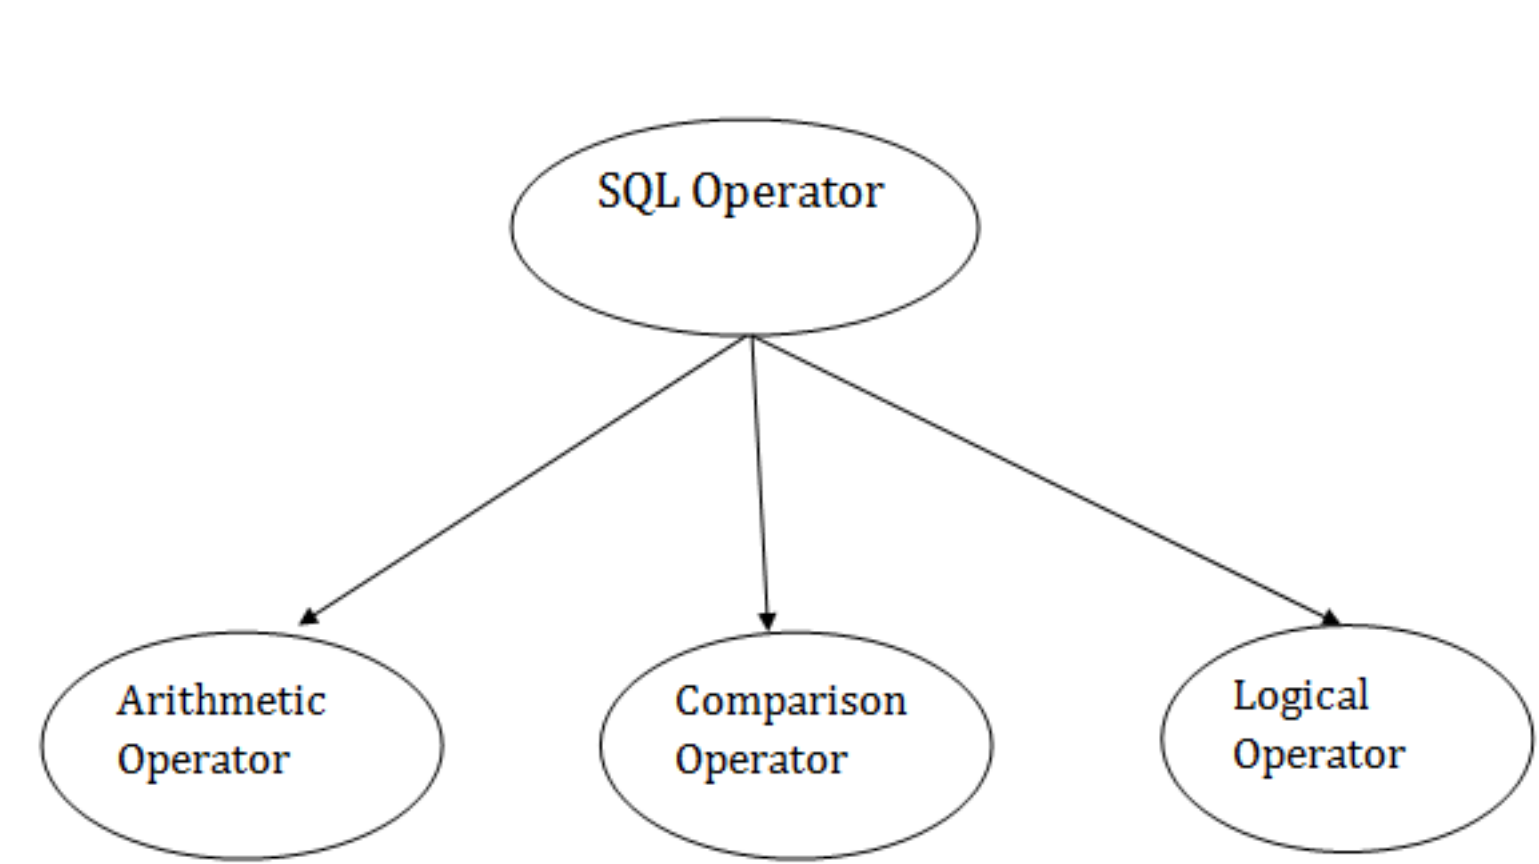 SQL Operator
Arithmetic
Operator
Comparison
Operator
Logical
Operator